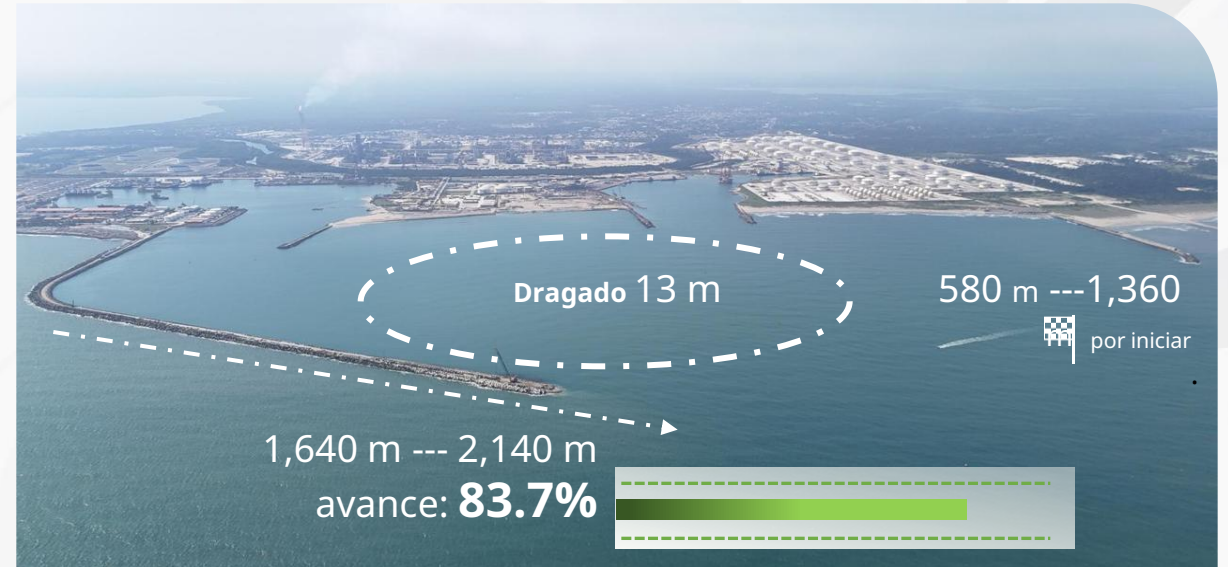 Dragado 13 m
580 m ---1,360
por iniciar
1,640 m --- 2,140 m
avance: 83.7%